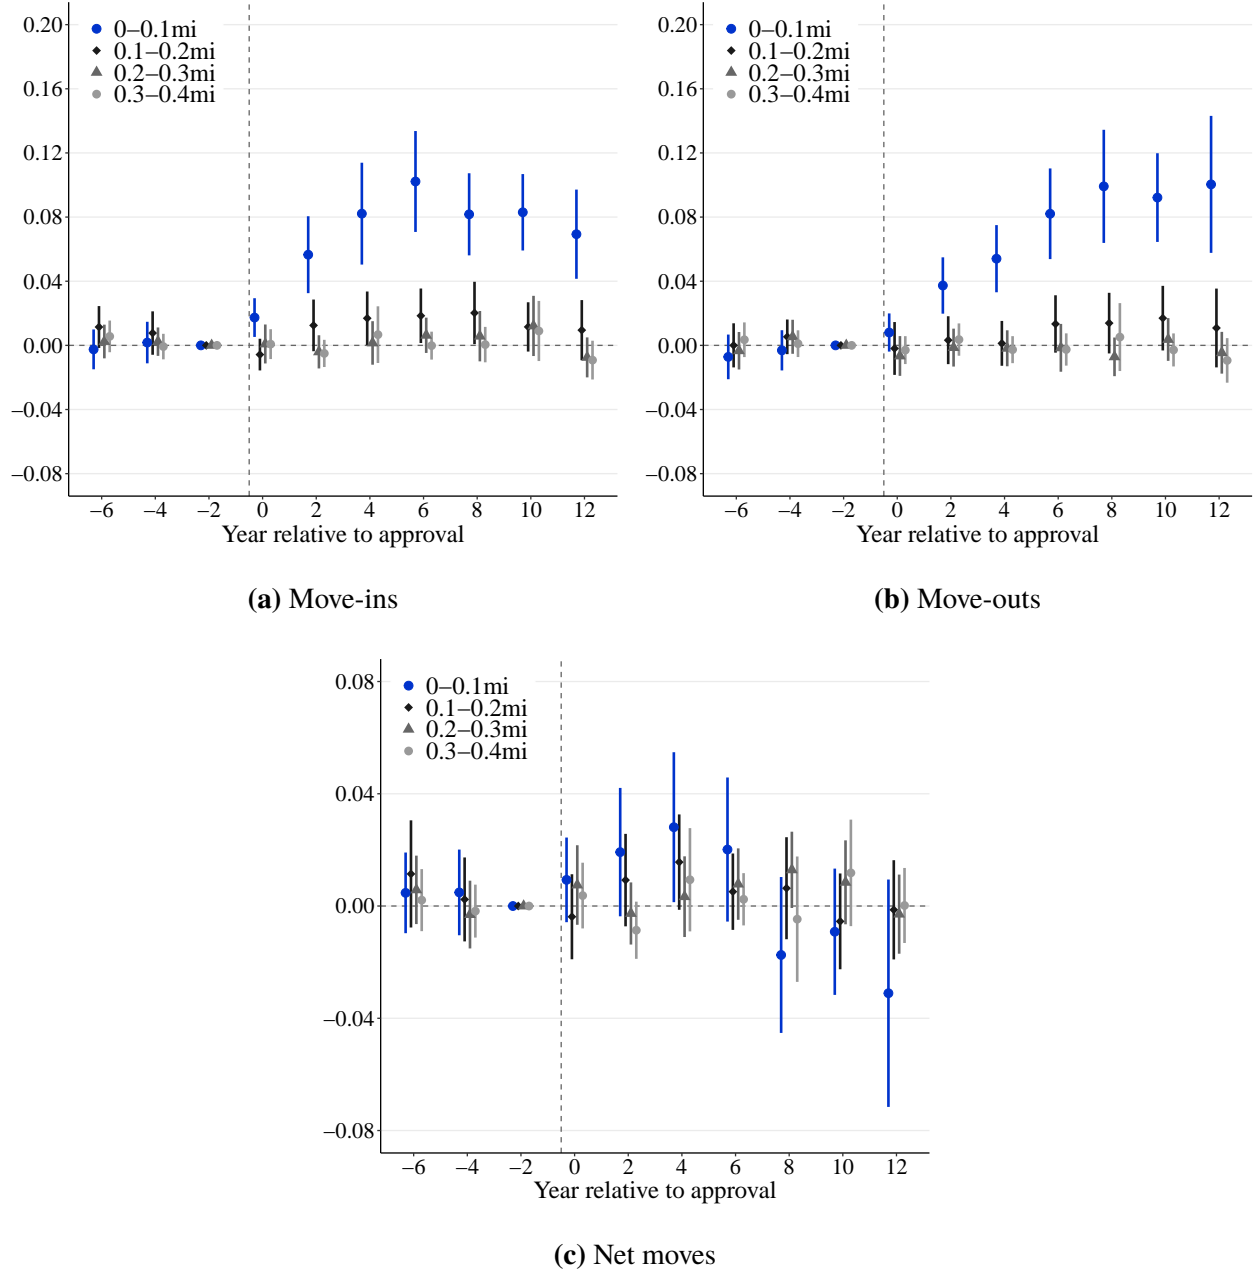 0.20
0.16
0.12
0.08
0.04
0.00
−0.04
−0.08
0−0.1mi
0.1−0.2mi
0.2−0.3mi
0.3−0.4mi
−6 −4 −2 0 2 4 6 8 10 12
Year relative to approval
(a) Move-ins
0.20
0.16
0.12
0.08
0.04
0.00
−0.04
−0.08
0−0.1mi
0.1−0.2mi
0.2−0.3mi
0.3−0.4mi
−6 −4 −2 0 2 4 6 8 10 12
Year relative to approval
(b) Move-outs
0.08
0.04
0.00
−0.04
−0.08
0−0.1mi
0.1−0.2mi
0.2−0.3mi
0.3−0.4mi
−6 −4 −2 0 2 4 6 8 10 12
Year relative to approval
(c) Net moves